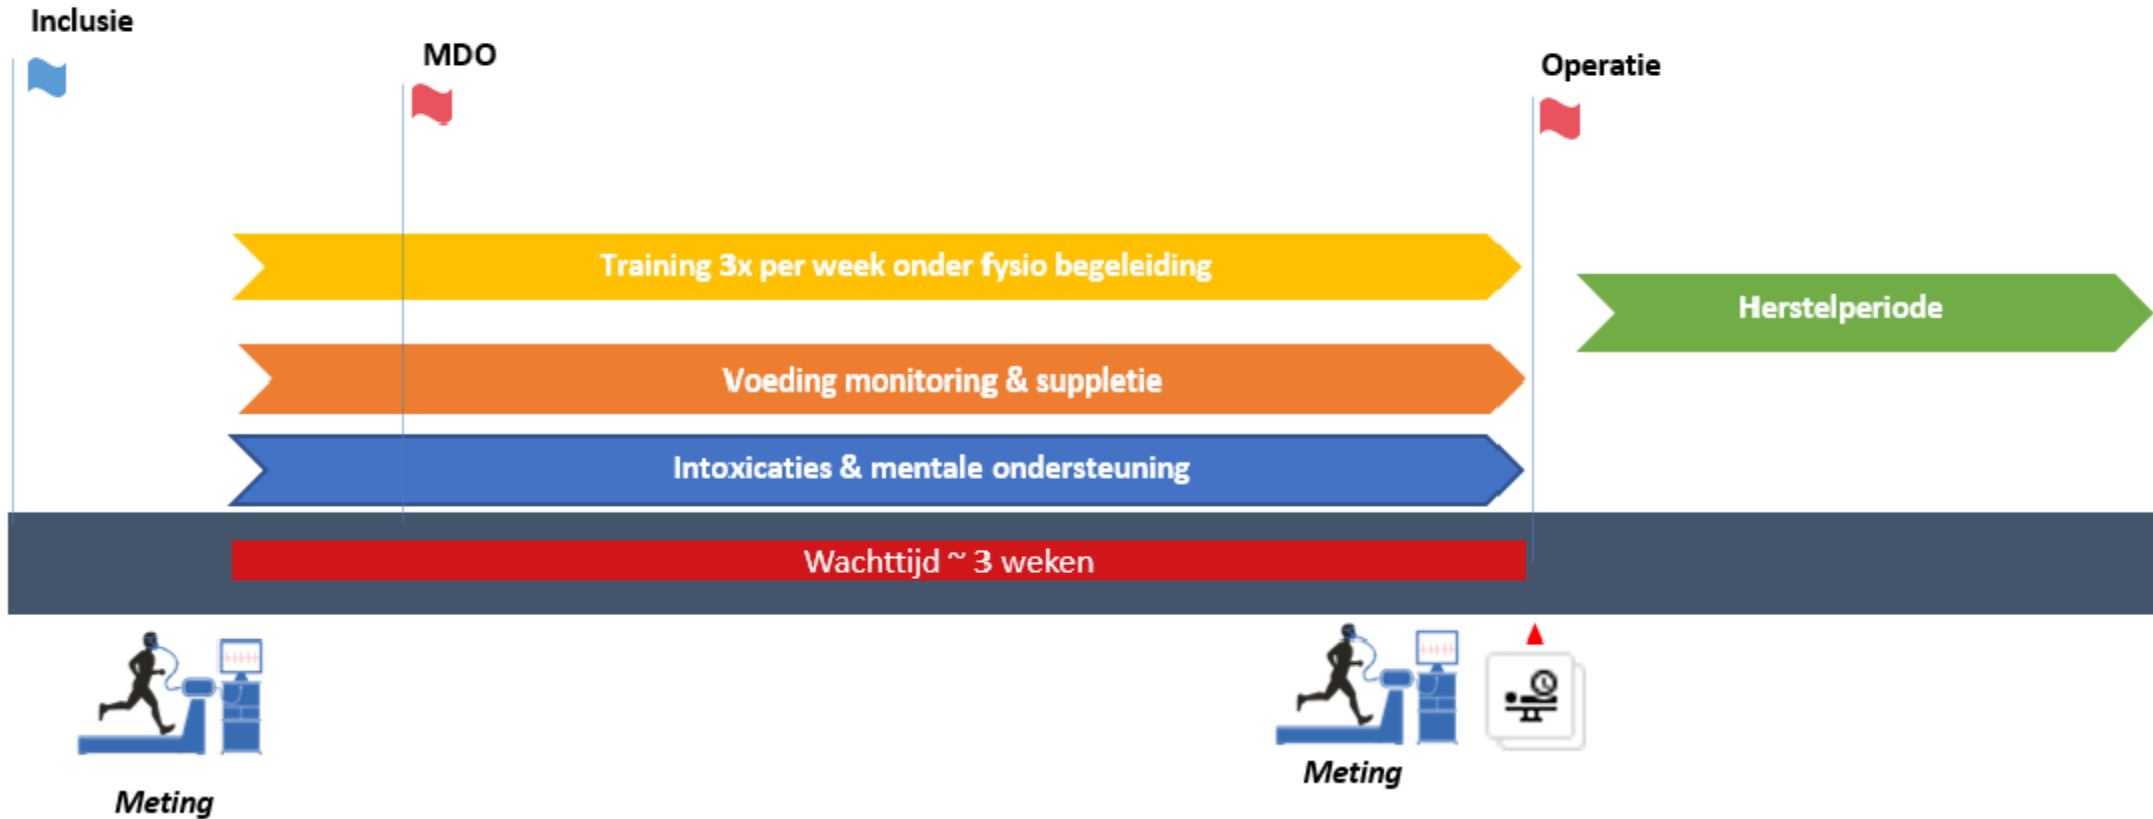 Inclusie
MDO
Operatie
Training 3x per week onder fysio begeleiding
Herstelperiode
Voeding monitoring & suppletie
Intoxicaties & mentale ondersteuning
Wachttijd ~ 3 weken
Meting
Meting